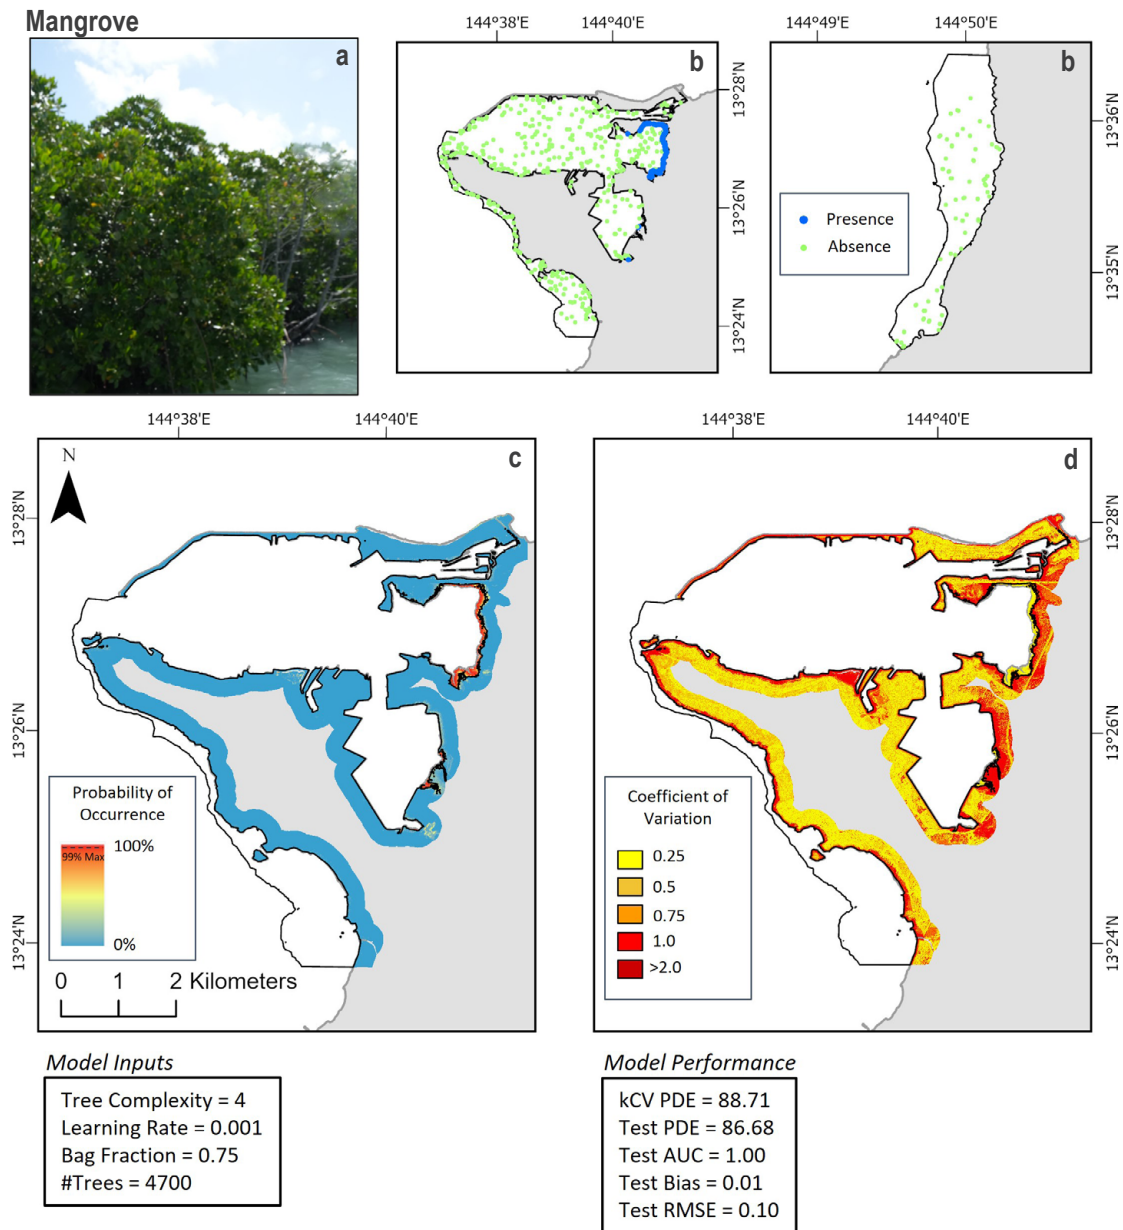 Mangrove
a
144°38'E
144°40'E
b
13°28'N
13°26'N
13°24'N
144°49'E
144°50'E
b
13°36'N
13°35'N
Presence
Absence
144°38'E
144°40'E
c
N
13°28'N
13°26'N
13°24'N
Probability of
Occurrence
99% Max
100%
0%
0 1 2 Kilometers
144°38'E
144°40'E
d
13°28'N
13°26'N
13°24'N
Coefficient of
Variation
0.25
0.5
0.75
1.0
>2.0
Model Inputs
Tree Complexity = 4
Learning Rate = 0.001
Bag Fraction = 0.75
#Trees = 4700
Model Performance
kCV PDE = 88.71
Test PDE = 86.68
Test AUC = 1.00
Test Bias = 0.01
Test RMSE = 0.10